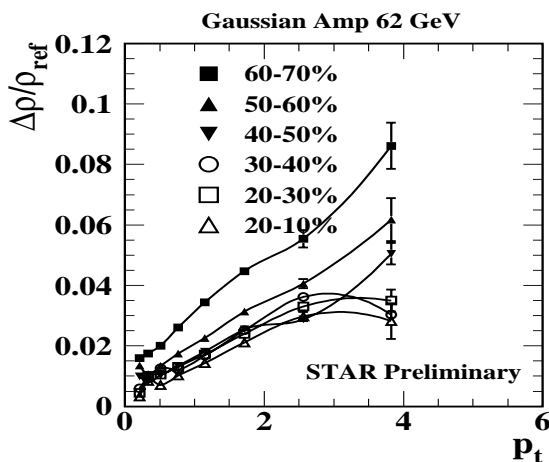 Gaussian Amp 62 GeV
Δρ/ρref
0.12
0.1
0.08
0.06
0.04
0.02
0
60-70%
50-60%
40-50%
30-40%
20-30%
20-10%
STAR Preliminary
0 2 4 6
pt